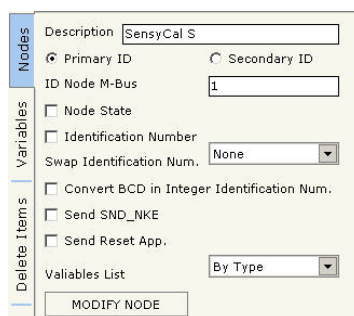 Nodes
Variables
Delete Items
Description SensyCal S
Primary ID Secondary ID
ID Node M-Bus 1
Node State
Identification Number
Swap Identification Num. None
Convert BCD in Integer Identification Num.
Send SND_NKE
Send Reset App.
Valiables List By Type
MODIFY NODE